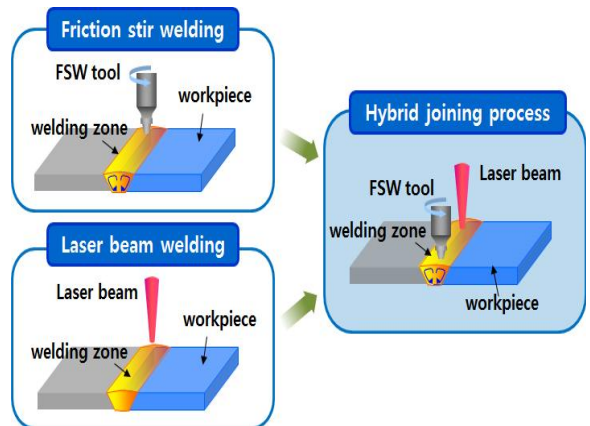 Friction stir welding
FSW tool
workpiece
welding zone
Laser beam welding
Laser beam
workpiece
welding zone
Hybrid joining process
Laser beam
FSW tool
welding zone
workpiece